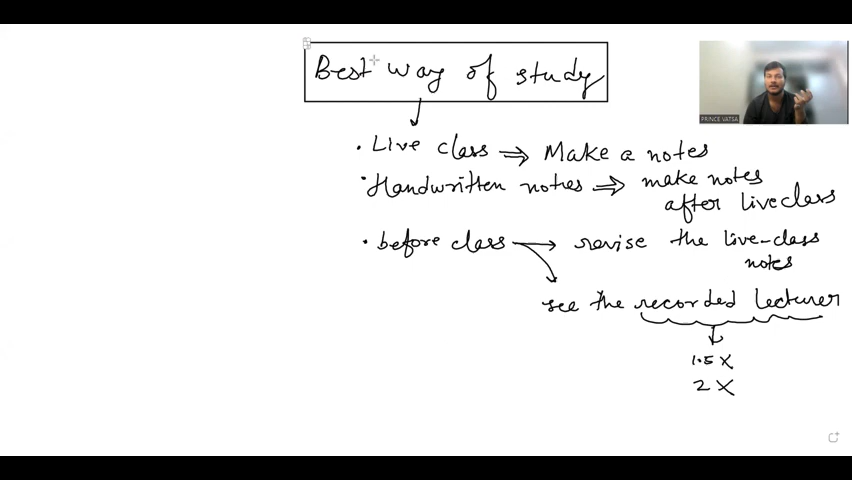 Best way of study
PRINCE VATSA
• Live class ⇒ Make a notes
• Handwritten notes ⇒ make notes
after liveclass
• before class → revise the live-class
notes
see the recorded lecturer
1.5 X
2 X